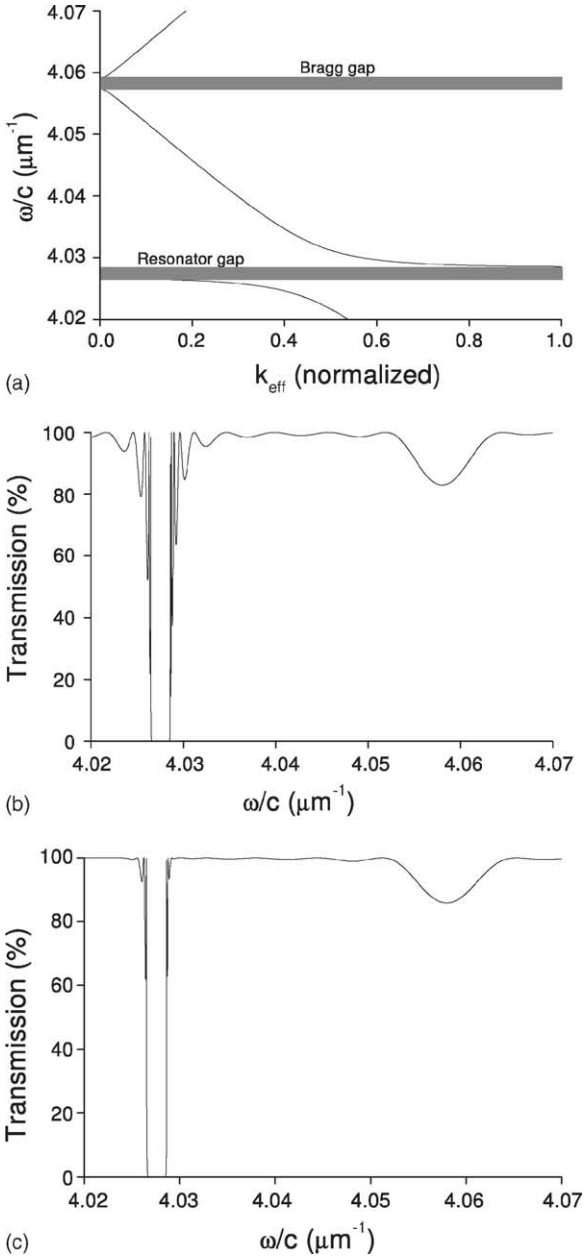 4.07
4.06
4.05
4.04
4.03
4.02
ω/c (μm⁻¹)
Bragg gap
Resonator gap
0.0 0.2 0.4 0.6 0.8 1.0
k_eff (normalized)
(a)
100
80
60
40
20
0
Transmission (%)
4.02 4.03 4.04 4.05 4.06 4.07
ω/c (μm⁻¹)
(b)
100
80
60
40
20
0
Transmission (%)
4.02 4.03 4.04 4.05 4.06 4.07
ω/c (μm⁻¹)
(c)